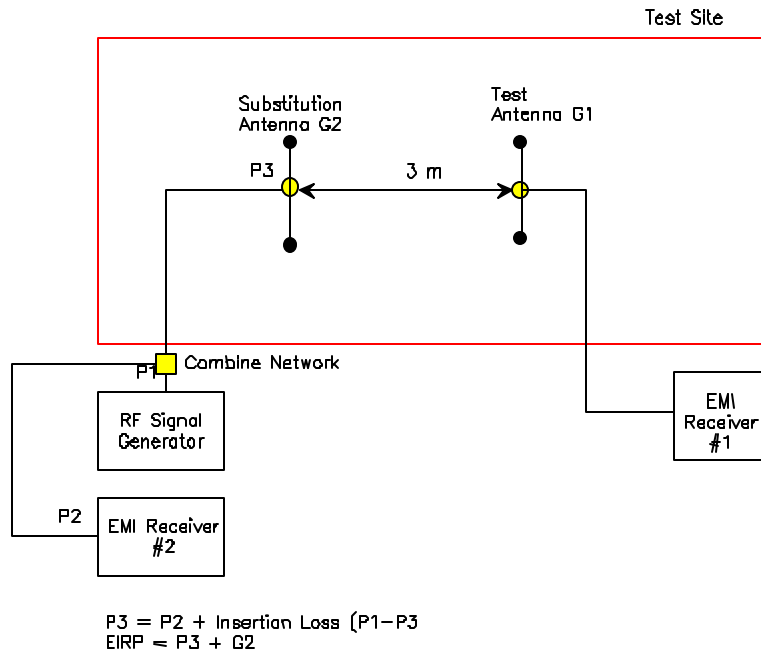 Test Site
Substitution
Antenna G2
Test
Antenna G1
P3
3 m
Combine Network
P1
RF Signal
Generator
EMI
Receiver
#1
P2
EMI Receiver
#2
P3 = P2 + Insertion Loss (P1-P3
EIRP = P3 + G2